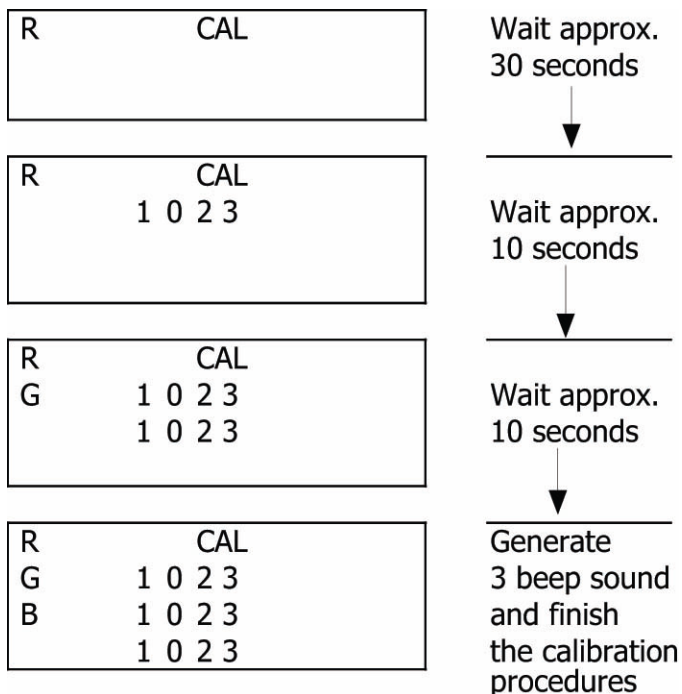 R CAL
Wait approx.
30 seconds
R CAL
1 0 2 3
Wait approx.
10 seconds
R CAL
G 1 0 2 3
1 0 2 3
Wait approx.
10 seconds
R CAL
G 1 0 2 3
B 1 0 2 3
1 0 2 3
Generate
3 beep sound
and finish
the calibration
procedures